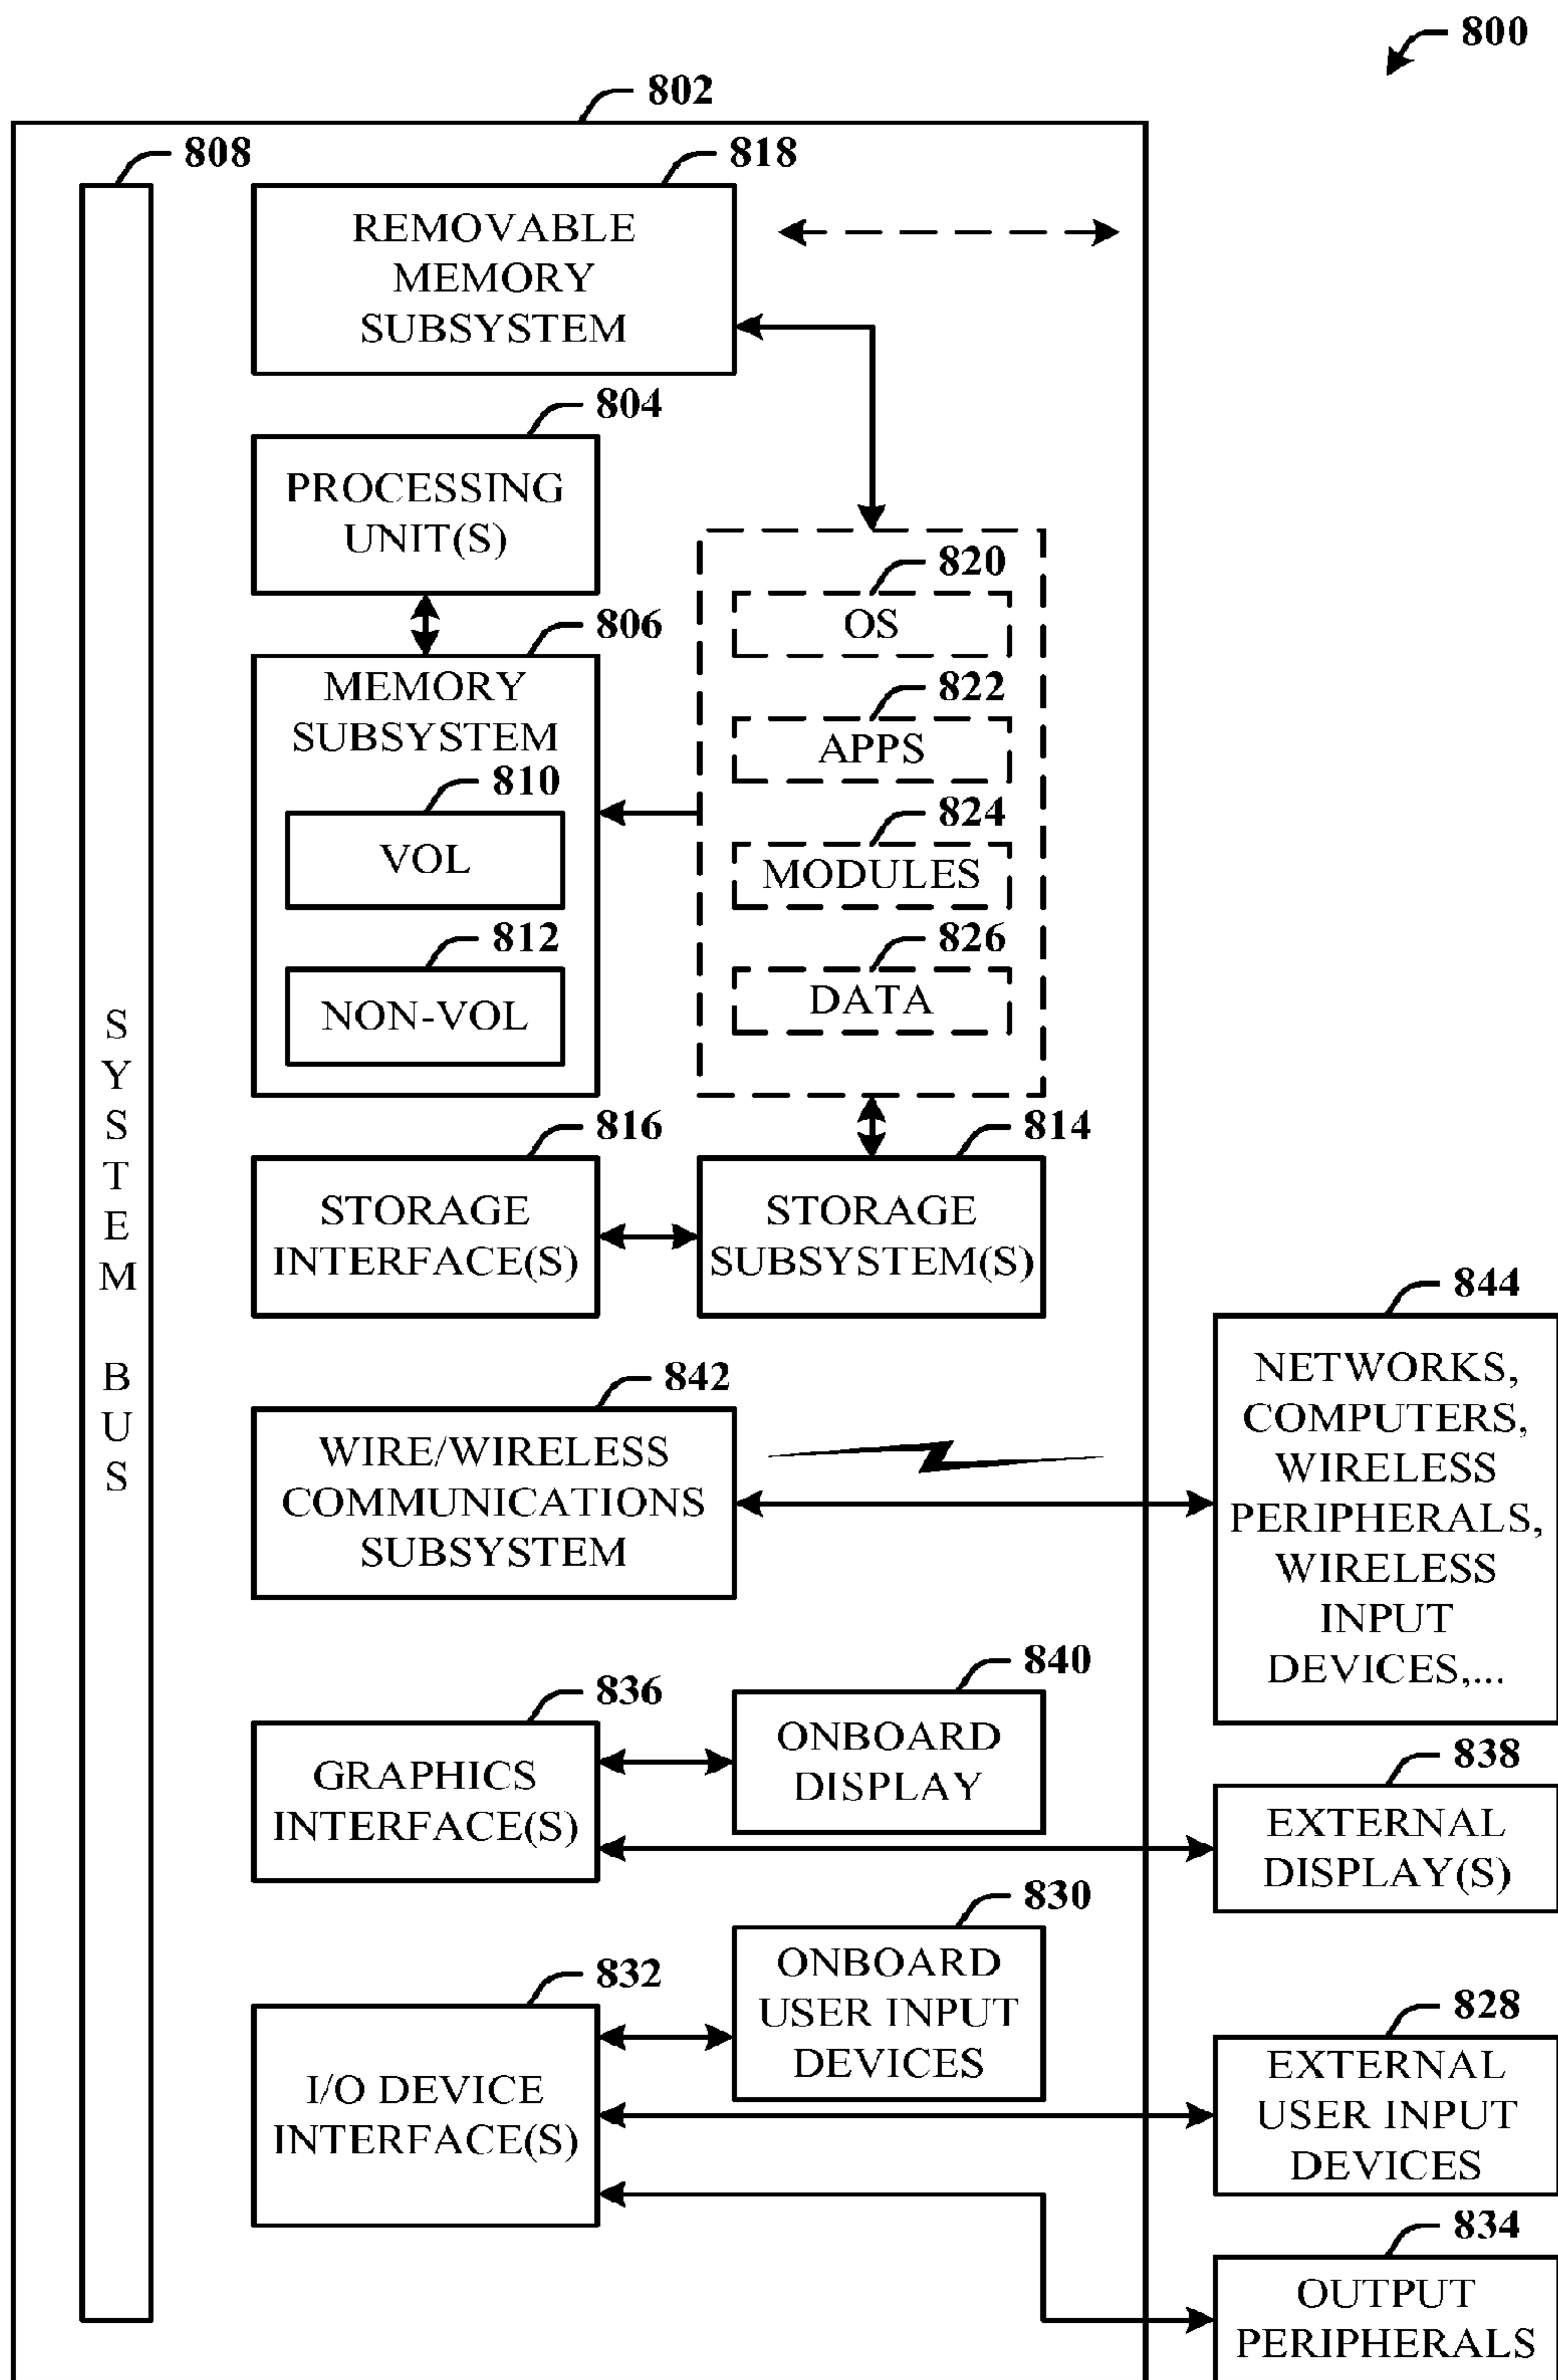 800
802
808
818
REMOVABLE
MEMORY
SUBSYSTEM
804
PROCESSING
UNIT(S)
806
MEMORY
SUBSYSTEM
810
VOL
812
NON-VOL
820
OS
822
APPS
824
MODULES
826
DATA
816
STORAGE
INTERFACE(S)
814
STORAGE
SUBSYSTEM(S)
SYSTEM BUS
842
WIRE/WIRELESS
COMMUNICATIONS
SUBSYSTEM
844
NETWORKS,
COMPUTERS,
WIRELESS
PERIPHERALS,
WIRELESS
INPUT
DEVICES,...
836
GRAPHICS
INTERFACE(S)
840
ONBOARD
DISPLAY
838
EXTERNAL
DISPLAY(S)
832
I/O DEVICE
INTERFACE(S)
830
ONBOARD
USER INPUT
DEVICES
828
EXTERNAL
USER INPUT
DEVICES
834
OUTPUT
PERIPHERALS